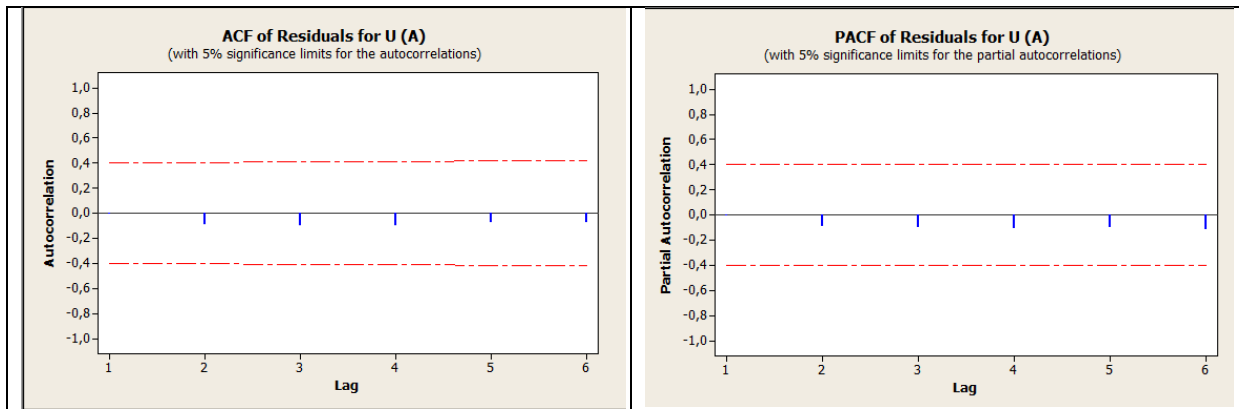 ACF of Residuals for U (A)
(with 5% significance limits for the autocorrelations)
1,0
0,8
0,6
0,4
0,2
0,0
-0,2
-0,4
-0,6
-0,8
-1,0
Autocorrelation
1 2 3 4 5 6
Lag
PACF of Residuals for U (A)
(with 5% significance limits for the partial autocorrelations)
1,0
0,8
0,6
0,4
0,2
0,0
-0,2
-0,4
-0,6
-0,8
-1,0
Partial Autocorrelation
1 2 3 4 5 6
Lag